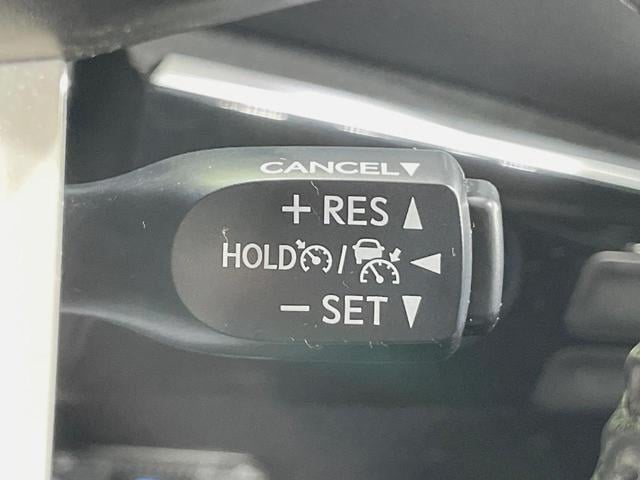 CANCEL▼
+ RES ▲
HOLD / ◄
− SET ▼